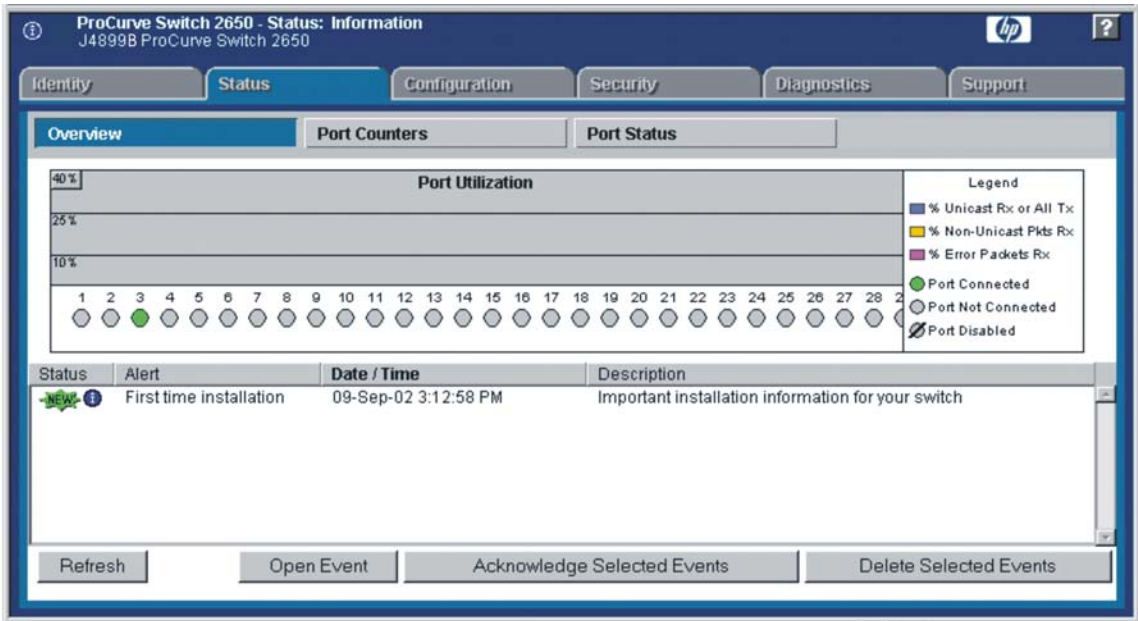 ProCurve Switch 2650 - Status: Information
J4899B ProCurve Switch 2650
hp
?
Identity
Status
Configuration
Security
Diagnostics
Support
Overview
Port Counters
Port Status
40 %
Port Utilization
25 %
10 %
1 2 3 4 5 6 7 8 9 10 11 12 13 14 15 16 17 18 19 20 21 22 23 24 25 26 27 28
Legend
% Unicast Rx or All Tx
% Non-Unicast Pkts Rx
% Error Packets Rx
Port Connected
Port Not Connected
Port Disabled
Status Alert Date / Time Description
NEW! First time installation 09-Sep-02 3:12:58 PM Important installation information for your switch
Refresh
Open Event
Acknowledge Selected Events
Delete Selected Events